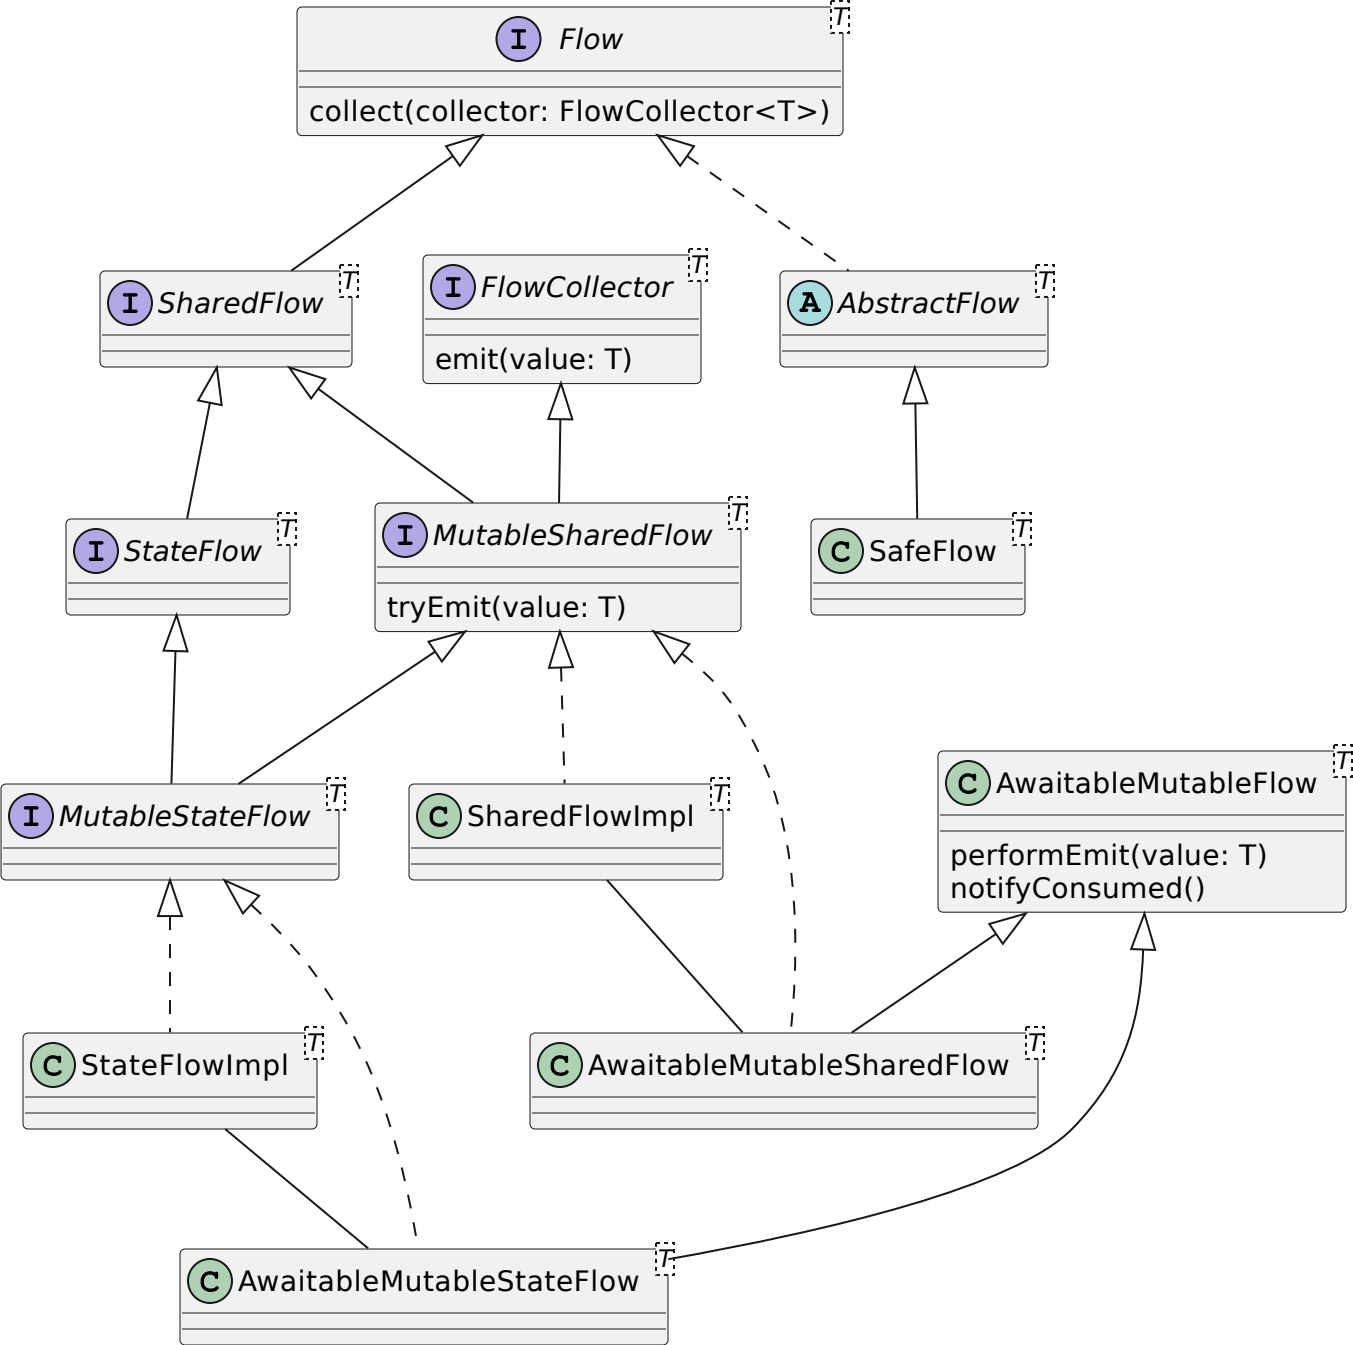 I Flow T
collect(collector: FlowCollector<T>)
I SharedFlow T
I FlowCollector T
emit(value: T)
A AbstractFlow T
I StateFlow T
I MutableSharedFlow T
tryEmit(value: T)
C SafeFlow T
I MutableStateFlow T
C SharedFlowImpl T
C AwaitableMutableFlow T
performEmit(value: T)
notifyConsumed()
C StateFlowImpl T
C AwaitableMutableSharedFlow T
C AwaitableMutableStateFlow T